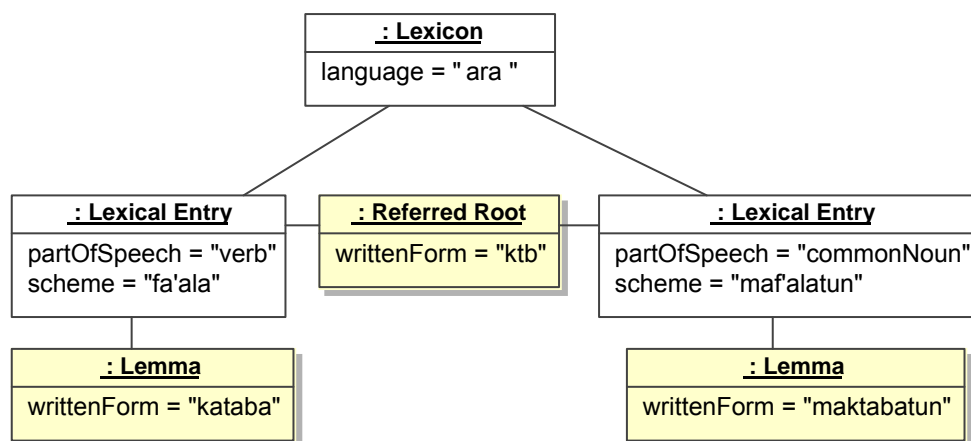 : Lexicon
language = " ara "
: Lexical Entry
partOfSpeech = "verb"
scheme = "fa'ala"
: Referred Root
writtenForm = "ktb"
: Lexical Entry
partOfSpeech = "commonNoun"
scheme = "maf'alatun"
: Lemma
writtenForm = "kataba"
: Lemma
writtenForm = "maktabatun"